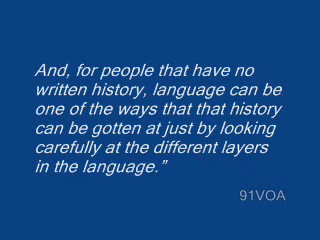 And, for people that have no
written history, language can be
one of the ways that that history
can be gotten at just by looking
carefully at the different layers
in the language.”
91VOA